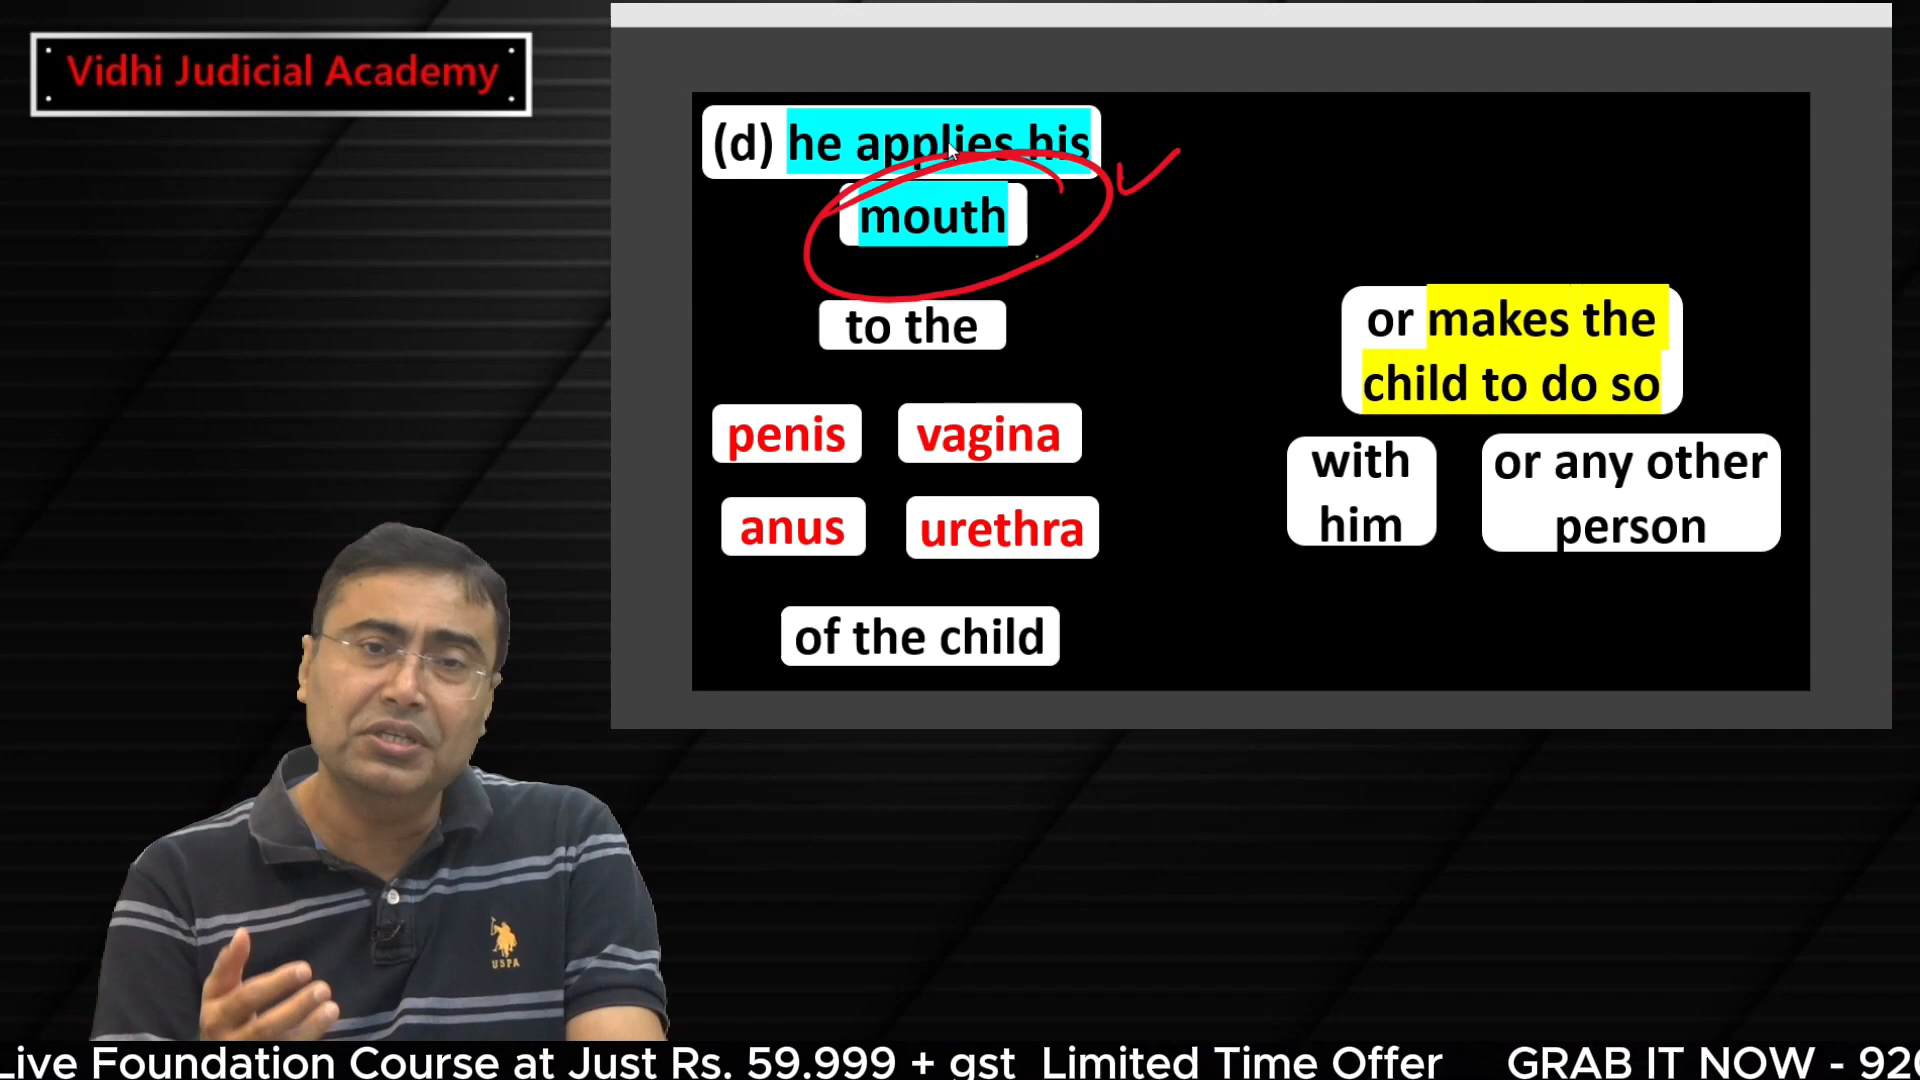 Vidhi Judicial Academy
(d) he applies his
mouth
to the
penis vagina
anus urethra
of the child
or makes the
child to do so
with
him
or any other
person
USPA
Live Foundation Course at Just Rs. 59.999 + gst Limited Time Offer GRAB IT NOW - 920